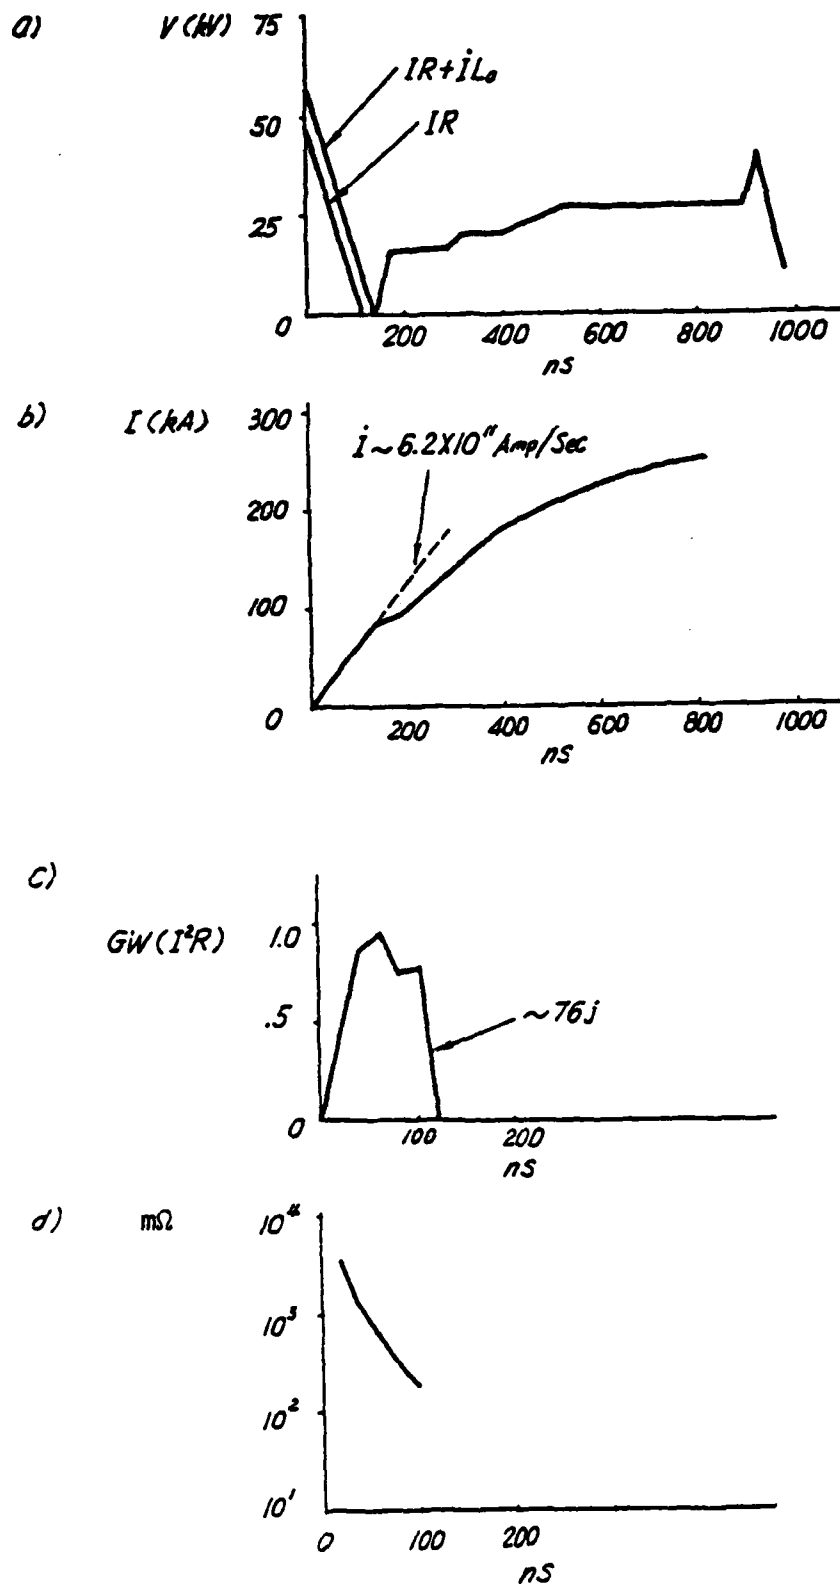 a) V (kV) 75
IR + i̇L₀
50
IR
25
0
200 400 600 800 1000
ns
b) I (kA) 300
i̇ ~ 6.2X10" Amp/Sec
200
100
0
200 400 600 800 1000
ns
c)
GW (I²R) 1.0
.5
~76j
0
100 200
ns
d) mΩ 10⁴
10³
10²
10¹
0 100 200
ns